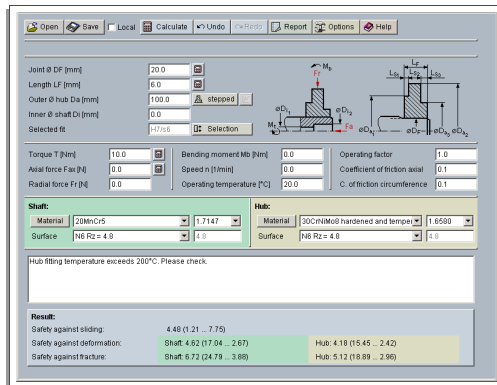 Open Save Local Calculate Undo Redo Report Options Help
Joint Ø DF [mm] 20.0
Length LF [mm] 6.0
Outer Ø hub Da [mm] 100.0 stepped
Inner Ø shaft Di [mm] 0.0
Selected fit H7/s6 Selection
Mb
Fr
Mt
Fa
ØDi1
ØDi2
LF
LS1 LS2 LS3
ØDA1 ØDF ØDA3 ØDA2
Torque T [Nm] 10.0 Bending moment Mb [Nm] 0.0 Operating factor 1.0
Axial force Fax [N] 0.0 Speed n [1/min] 0.0 Coefficient of friction axial 0.1
Radial force Fr [N] 0.0 Operating temperature [°C] 20.0 C. of friction circumference 0.1
Shaft: Hub:
Material 20MnCr5 1.7147 Material 30CrNiMo8 hardened and temper 1.6580
Surface N6 Rz = 4.8 4.8 Surface N6 Rz = 4.8 4.8
Hub fitting temperature exceeds 200°C. Please check.
Result:
Safety against sliding: 4.48 (1.21 ... 7.75)
Safety against deformation: Shaft: 4.62 (17.04 ... 2.67) Hub: 4.18 (15.45 ... 2.42)
Safety against fracture: Shaft: 6.72 (24.79 ... 3.88) Hub: 5.12 (18.89 ... 2.96)